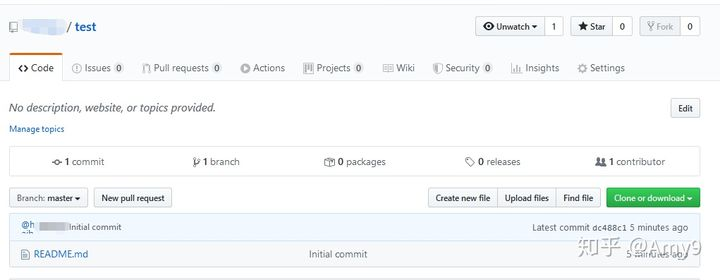 / test
Unwatch 1 Star 0 Fork 0
Code Issues 0 Pull requests 0 Actions Projects 0 Wiki Security 0 Insights Settings
No description, website, or topics provided. Edit
Manage topics
1 commit 1 branch 0 packages 0 releases 1 contributor
Branch: master New pull request Create new file Upload files Find file Clone or download
Initial commit Latest commit dc488c1 5 minutes ago
README.md Initial commit 5 minutes ago
知乎 @Amy9